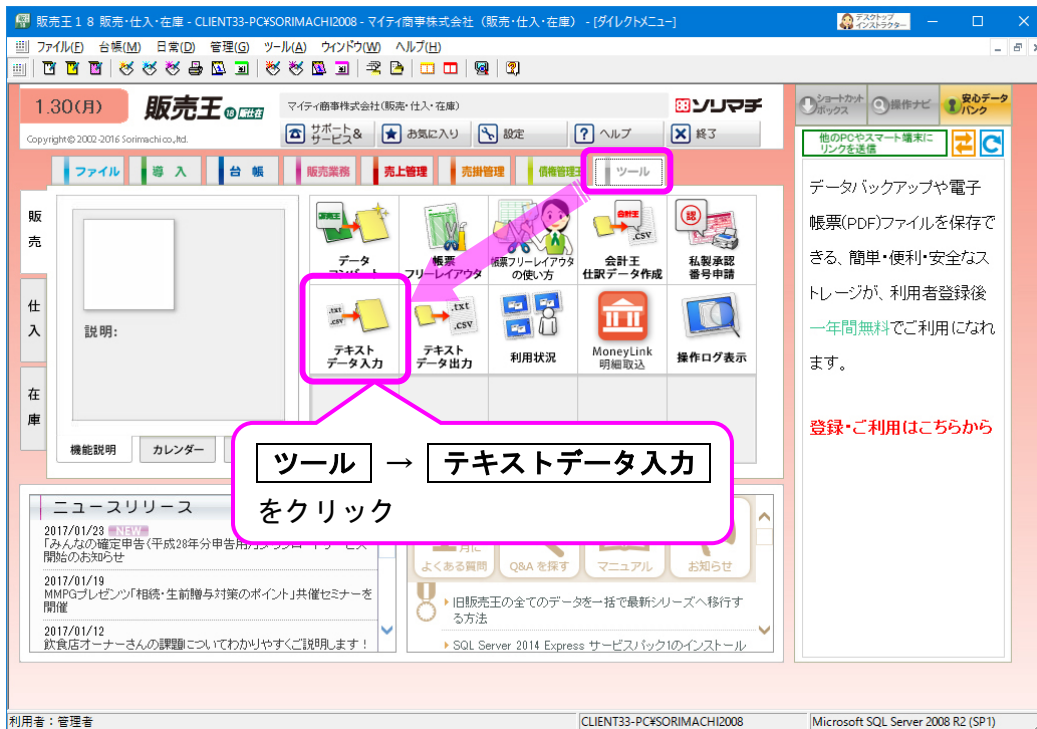 販売王18 販売・仕入・在庫 - CLIENT33-PC¥SORIMACHI2008 - マイティ商事株式会社（販売・仕入・在庫） - [ダイレクトメニュー]
デスクトップ
インストラクター
ファイル(F) 台帳(M) 日常(D) 管理(G) ツール(A) ウインドウ(W) ヘルプ(H)
1.30(月)
販売王 18 販仕在
マイティ商事株式会社(販売・仕入・在庫)
ソリマチ
Copyright© 2002-2016 Sorimachi co.,ltd.
サポート&
サービス
お気に入り
設定
ヘルプ
終了
ファイル 導入 台帳 販売業務 売上管理 売掛管理 債権管理 ツール
販売
仕入
在庫
説明:
機能説明
カレンダー
データ
コンバート
帳票
フリーレイアウタ
帳票フリーレイアウタ
の使い方
会計王
仕訳データ作成
私製承認
番号申請
テキスト
データ入力
テキスト
データ出力
利用状況
MoneyLink
明細取込
操作ログ表示
ツール → テキストデータ入力
をクリック
ニュースリリース
2017/01/23 NEW
開始のお知らせ
2017/01/19
MMPGプレゼンツ「相続・生前贈与対策のポイント」共催セミナーを
開催
2017/01/12
飲食店オーナーさんの課題についてわかりやすくご説明します！
よくある質問
Q&Aを探す
マニュアル
お知らせ
旧販売王の全てのデータを一括で最新シリーズへ移行す
る方法
SQL Server 2014 Express サービスパック1のインストール
ショートカット
ボックス
操作ナビ
安心データ
バンク
他のPCやスマート端末に
リンクを送信
データバックアップや電子
帳票(PDF)ファイルを保存で
きる、簡単・便利・安全なス
トレージが、利用者登録後
一年間無料でご利用になれ
ます。
登録・ご利用はこちらから
利用者：管理者
CLIENT33-PC¥SORIMACHI2008
Microsoft SQL Server 2008 R2 (SP1)